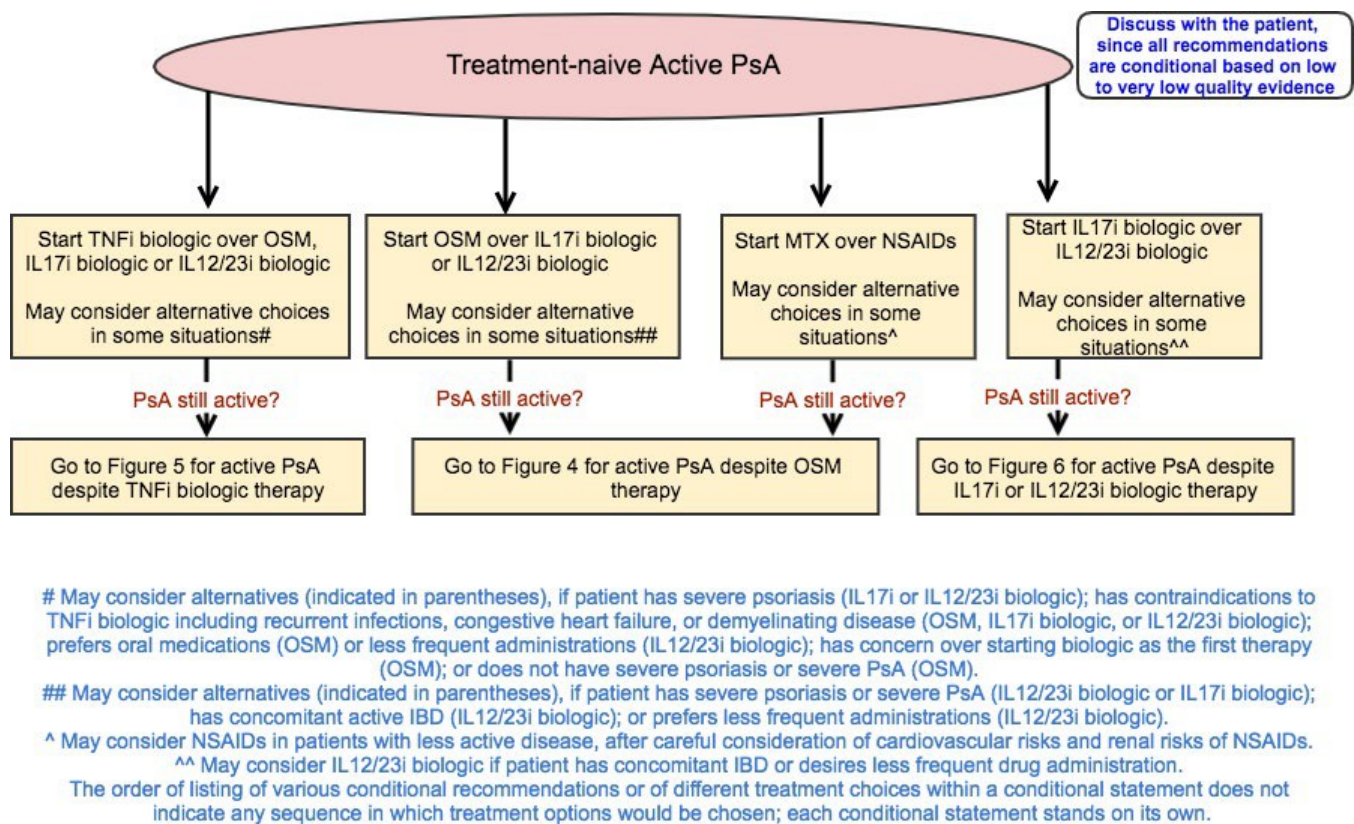 Treatment-naive Active PsA
Discuss with the patient,
since all recommendations
are conditional based on low
to very low quality evidence
Start TNFi biologic over OSM,
IL17i biologic or IL12/23i biologic
May consider alternative choices
in some situations#
Start OSM over IL17i biologic
or IL12/23i biologic
May consider alternative
choices in some situations##
Start MTX over NSAIDs
May consider alternative
choices in some
situations^
Start IL17i biologic over
IL12/23i biologic
May consider alternative
choices in some
situations^^
PsA still active?
PsA still active?
PsA still active?
PsA still active?
Go to Figure 5 for active PsA
despite TNFi biologic therapy
Go to Figure 4 for active PsA despite OSM
therapy
Go to Figure 6 for active PsA despite
IL17i or IL12/23i biologic therapy
# May consider alternatives (indicated in parentheses), if patient has severe psoriasis (IL17i or IL12/23i biologic); has contraindications to
TNFi biologic including recurrent infections, congestive heart failure, or demyelinating disease (OSM, IL17i biologic, or IL12/23i biologic);
prefers oral medications (OSM) or less frequent administrations (IL12/23i biologic); has concern over starting biologic as the first therapy
(OSM); or does not have severe psoriasis or severe PsA (OSM).
## May consider alternatives (indicated in parentheses), if patient has severe psoriasis or severe PsA (IL12/23i biologic or IL17i biologic);
has concomitant active IBD (IL12/23i biologic); or prefers less frequent administrations (IL12/23i biologic).
^ May consider NSAIDs in patients with less active disease, after careful consideration of cardiovascular risks and renal risks of NSAIDs.
^^ May consider IL12/23i biologic if patient has concomitant IBD or desires less frequent drug administration.
The order of listing of various conditional recommendations or of different treatment choices within a conditional statement does not
indicate any sequence in which treatment options would be chosen; each conditional statement stands on its own.